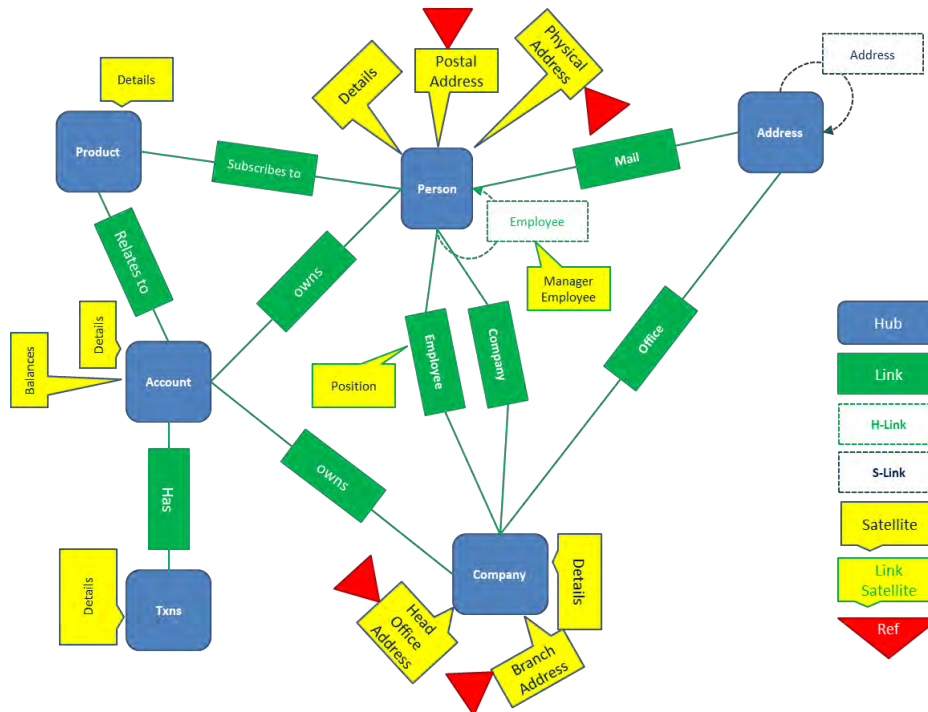 Details
Postal
Address
Physical
Address
Address
Details
Product
Subscribes to
Person
Mail
Address
Employee
Relates to
owns
Manager
Employee
Balances
Details
Account
Position
Employee
Company
Office
Hub
Link
H-Link
S-Link
Has
owns
Satellite
Link
Satellite
Ref
Details
Txns
Company
Details
Head
Office
Address
Branch
Address